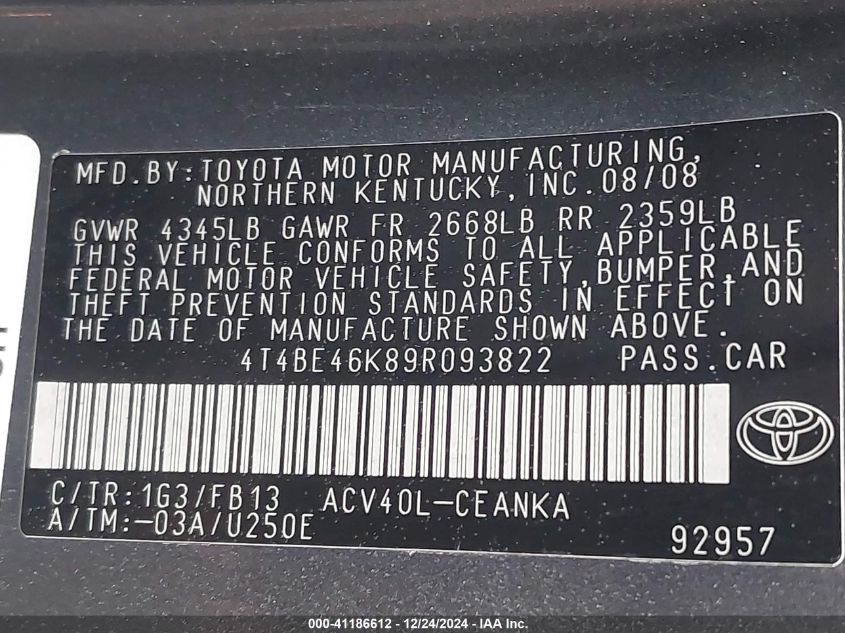 MFD.BY:TOYOTA MOTOR MANUFACTURING,
NORTHERN KENTUCKY,INC.08/08
GVWR 4345LB GAWR FR 2668LB RR 2359LB
THIS VEHICLE CONFORMS TO ALL APPLICABLE
FEDERAL MOTOR VEHICLE SAFETY,BUMPER,AND
THEFT PREVENTION STANDARDS IN EFFECT ON
THE DATE OF MANUFACTURE SHOWN ABOVE.
4T4BE46K89R093822 PASS.CAR
C/TR:1G3/FB13 ACV40L-CEANKA
A/TM:-03A/U250E
92957
000-41186612 - 12/24/2024 - IAA Inc.